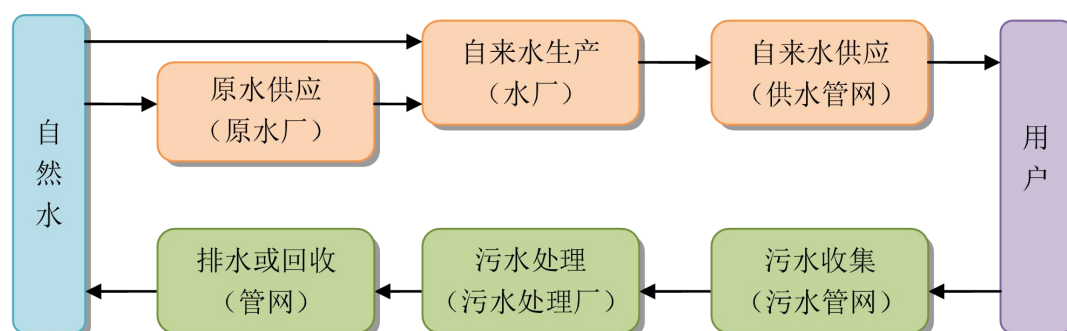 自然水
原水供应
（原水厂）
自来水生产
（水厂）
自来水供应
（供水管网）
用户
排水或回收
（管网）
污水处理
（污水处理厂）
污水收集
（污水管网）